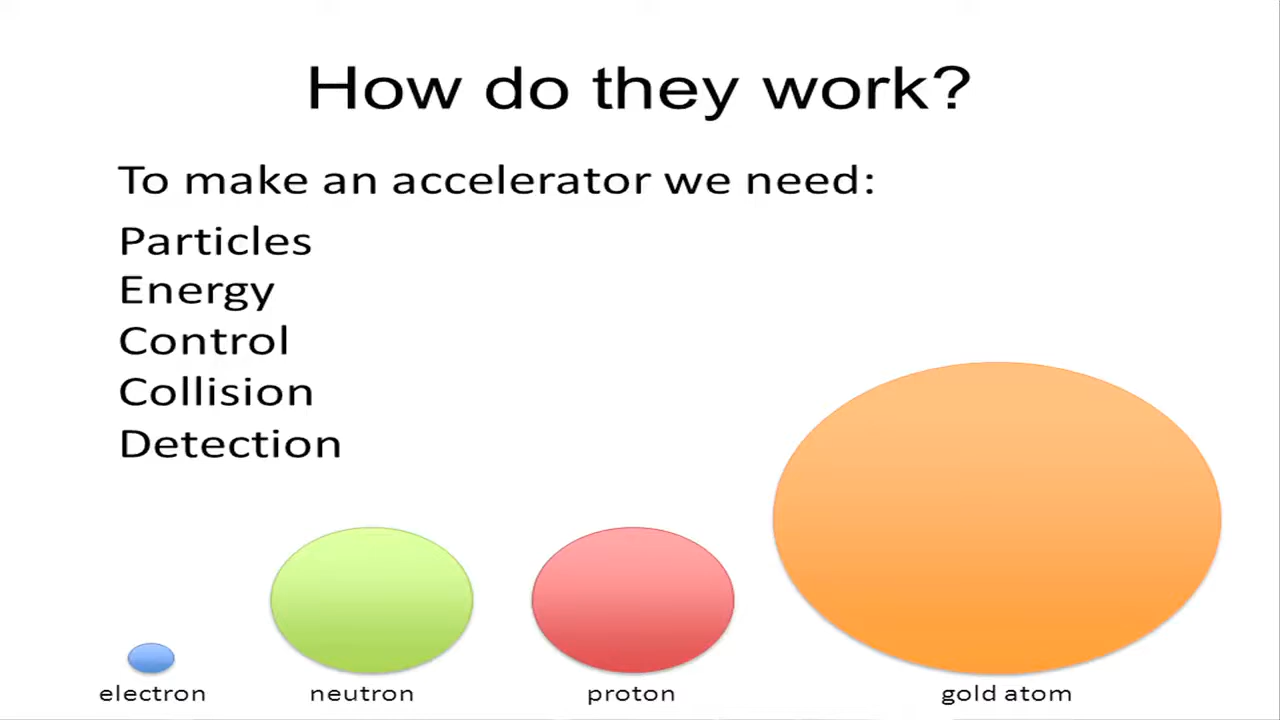 How do they work?
To make an accelerator we need:
Particles
Energy
Control
Collision
Detection
electron
neutron
proton
gold atom